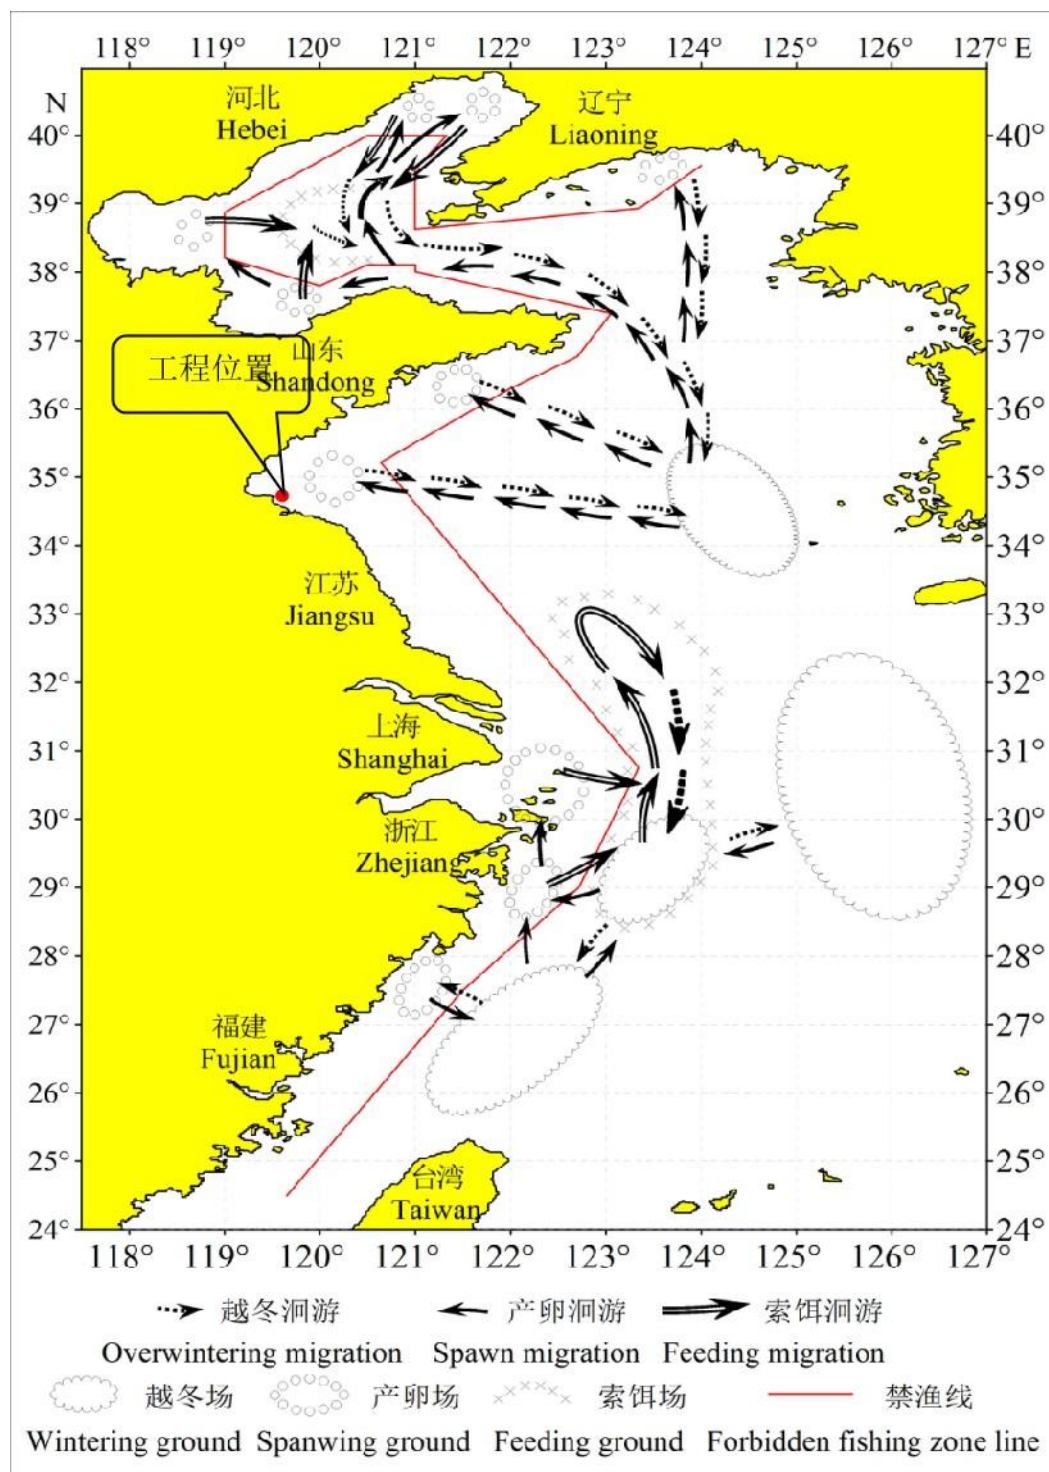 118° 119° 120° 121° 122° 123° 124° 125° 126° 127° E
N
河北
Hebei
辽宁
Liaoning
40° 40°
39° 39°
38° 38°
37° 37°
山东
Shandong
工程位置
36° 36°
35° 35°
34° 34°
江苏
Jiangsu
33° 33°
32° 32°
上海
Shanghai
31° 31°
30° 30°
浙江
Zhejiang
29° 29°
28° 28°
27° 27°
福建
Fujian
26° 26°
25° 25°
台湾
Taiwan
24° 24°
118° 119° 120° 121° 122° 123° 124° 125° 126° 127°
越冬洄游 产卵洄游 索饵洄游
Overwintering migration Spawn migration Feeding migration
越冬场 产卵场 索饵场 禁渔线
Wintering ground Spanwing ground Feeding ground Forbidden fishing zone line